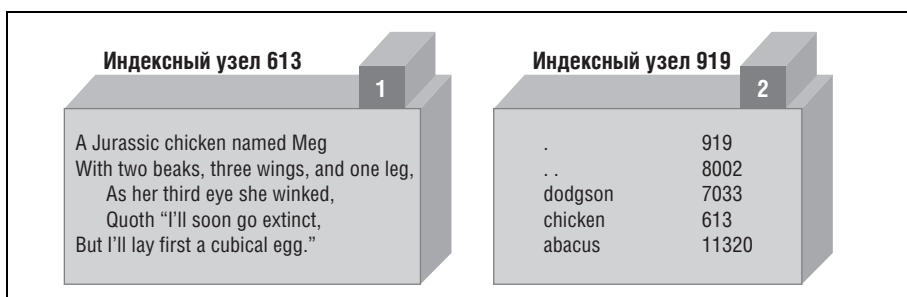 Индексный узел 613
1
A Jurassic chicken named Meg
With two beaks, three wings, and one leg,
As her third eye she winked,
Quoth “I’ll soon go extinct,
But I’ll lay first a cubical egg.”
Индексный узел 919
2
. 919
. . 8002
dodgson 7033
chicken 613
abacus 11320